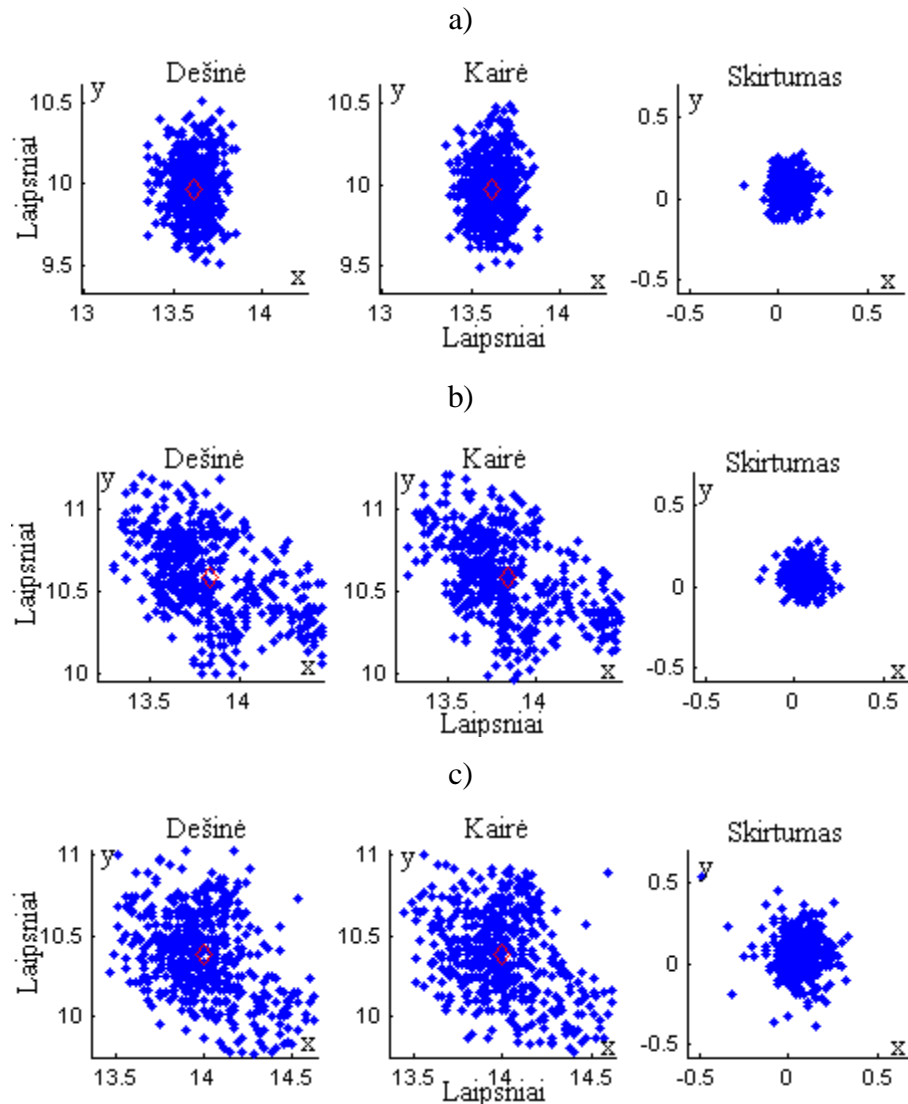 a)
Dešinė Kairė Skirtumas
y y y
10.5 10.5 0.5
Laipsniai
10 10 0
9.5 9.5 -0.5
x x x
13 13.5 14 13 13.5 14 -0.5 0 0.5
Laipsniai
b)
Dešinė Kairė Skirtumas
y y y
11 11 0.5
Laipsniai
10.5 10.5 0
10 10 -0.5
x x x
13.5 14 13.5 14 -0.5 0 0.5
Laipsniai
c)
Dešinė Kairė Skirtumas
11 y 11 y y
0.5
Laipsniai
10.5 10.5 0
10 10 -0.5
x x x
13.5 14 14.5 13.5 14 14.5 -0.5 0 0.5
Laipsniai